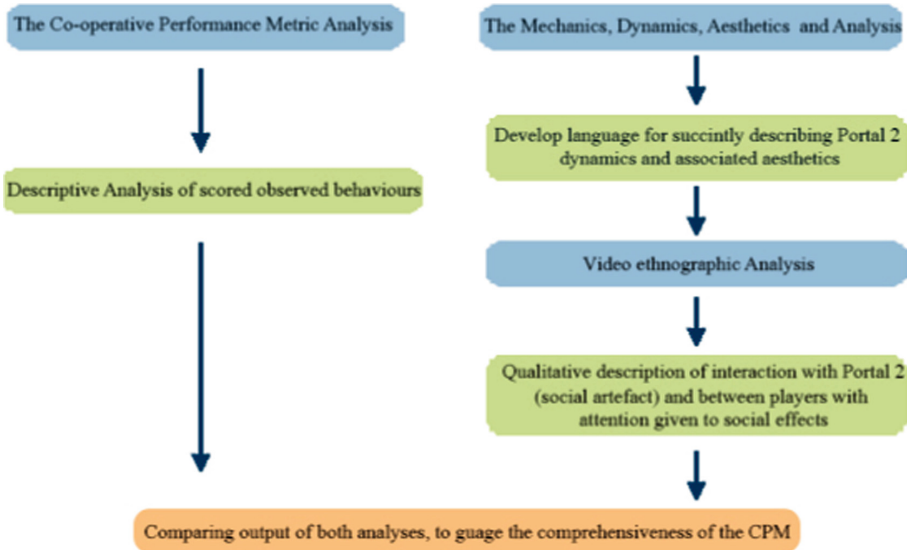 The Co-operative Performance Metric Analysis
Descriptive Analysis of scored observed behaviours
The Mechanics, Dynamics, Aesthetics and Analysis
Develop language for succintly describing Portal 2
dynamics and associated aesthetics
Video ethnographic Analysis
Qualitative description of interaction with Portal 2
(social artefact) and between players with
attention given to social effects
Comparing output of both analyses, to guage the comprehensiveness of the CPM